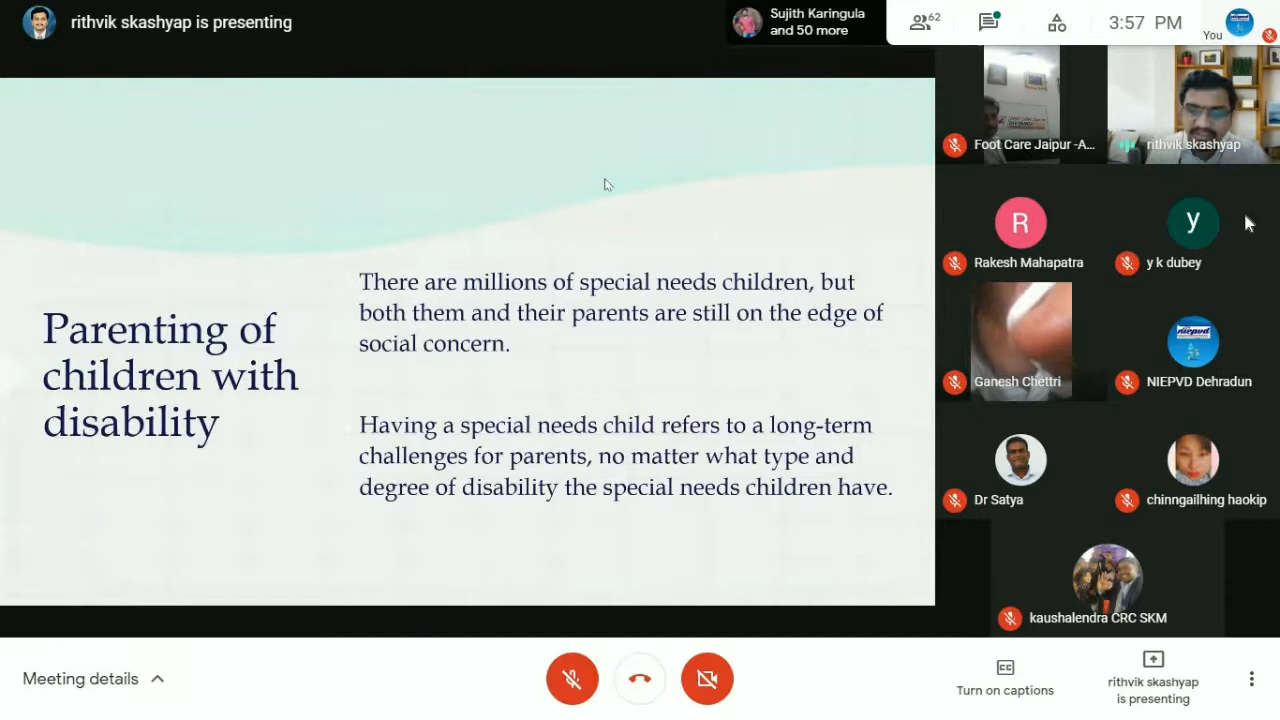 rithvik skashyap is presenting
Sujith Karingula
and 50 more
62
3:57 PM
You
Parenting of
children with
disability
There are millions of special needs children, but
both them and their parents are still on the edge of
social concern.
Having a special needs child refers to a long-term
challenges for parents, no matter what type and
degree of disability the special needs children have.
Foot Care Jaipur -A...
rithvik skashyap
R
Rakesh Mahapatra
y
y k dubey
Ganesh Chettri
niepvd
NIEPVD Dehradun
Dr Satya
chinngailhing haokip
kaushalendra CRC SKM
Meeting details
CC
Turn on captions
rithvik skashyap
is presenting